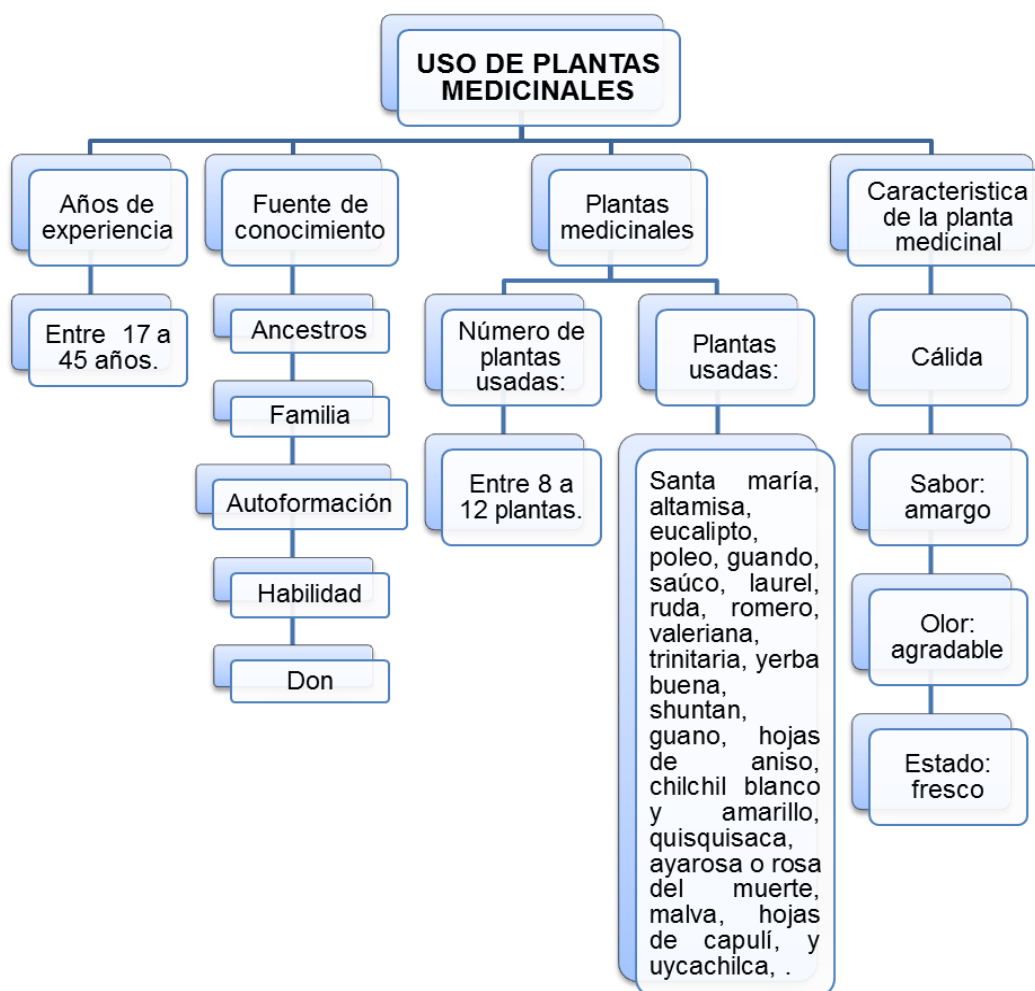 USO DE PLANTAS
MEDICINALES
Años de
experiencia
Entre 17 a
45 años.
Fuente de
conocimiento
Ancestros
Familia
Autoformación
Habilidad
Don
Plantas
medicinales
Número de
plantas
usadas:
Entre 8 a
12 plantas.
Plantas
usadas:
Santa maría,
altamisa,
eucalipto,
poleo, guando,
saúco, laurel,
ruda, romero,
valeriana,
trinitaria, yerba
buena,
shuntan,
guano, hojas
de aniso,
chilchil blanco
y amarillo,
quisquisaca,
ayarosa o rosa
del muerte,
malva, hojas
de capulí, y
uycachilca, .
Caracteristica
de la planta
medicinal
Cálida
Sabor:
amargo
Olor:
agradable
Estado:
fresco